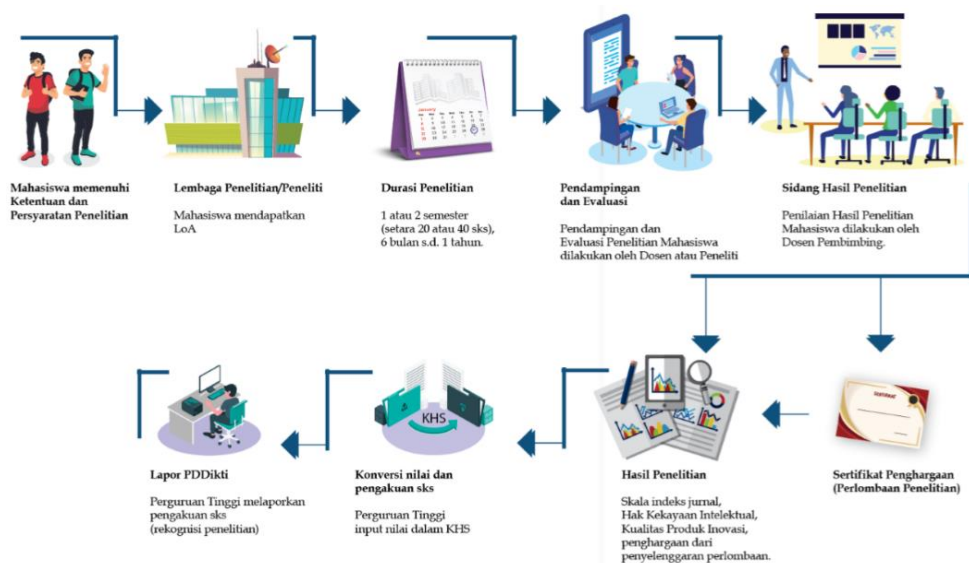 Mahasiswa memenuhi
Ketentuan dan
Persyaratan Penelitian
Lembaga Penelitian/Peneliti
Mahasiswa mendapatkan
LoA
Durasi Penelitian
1 atau 2 semester
(setara 20 atau 40 sks),
6 bulan s.d. 1 tahun.
Pendampingan
dan Evaluasi
Pendampingan dan
Evaluasi Penelitian Mahasiswa
dilakukan oleh Dosen atau Peneliti
Sidang Hasil Penelitian
Penilaian Hasil Penelitian
Mahasiswa dilakukan oleh
Dosen Pembimbing.
Lapor PDDikti
Perguruan Tinggi melaporkan
pengakuan sks
(rekognisi penelitian)
KHS
Konversi nilai dan
pengakuan sks
Perguruan Tinggi
input nilai dalam KHS
Hasil Penelitian
Skala indeks jurnal,
Hak Kekayaan Intelektual,
Kualitas Produk Inovasi,
penghargaan dari
penyelenggaran perlombaan.
Sertifikat Penghargaan
(Perlombaan Penelitian)